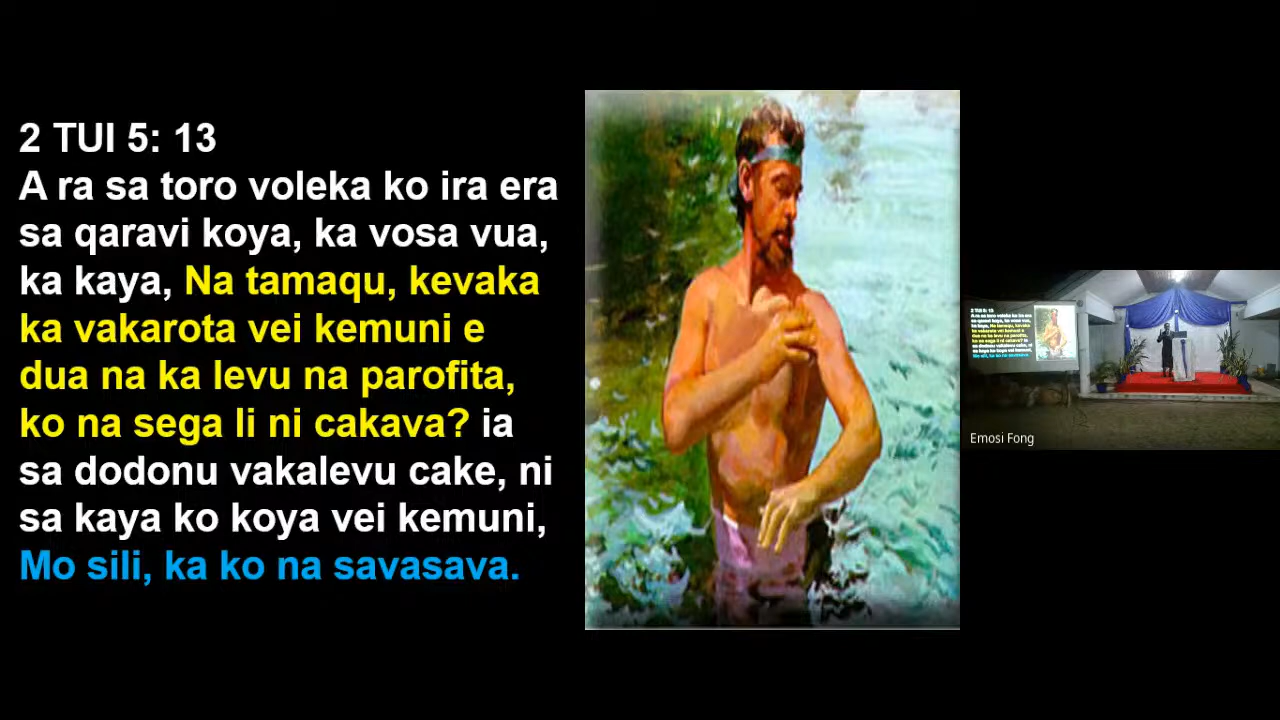 2 TUI 5: 13
A ra sa toro voleka ko ira era
sa qaravi koya, ka vosa vua,
ka kaya, Na tamaqu, kevaka
ka vakarota vei kemuni e
dua na ka levu na parofita,
ko na sega li ni cakava? ia
sa dodonu vakalevu cake, ni
sa kaya ko koya vei kemuni,
Mo sili, ka ko na savasava.
Emosi Fong